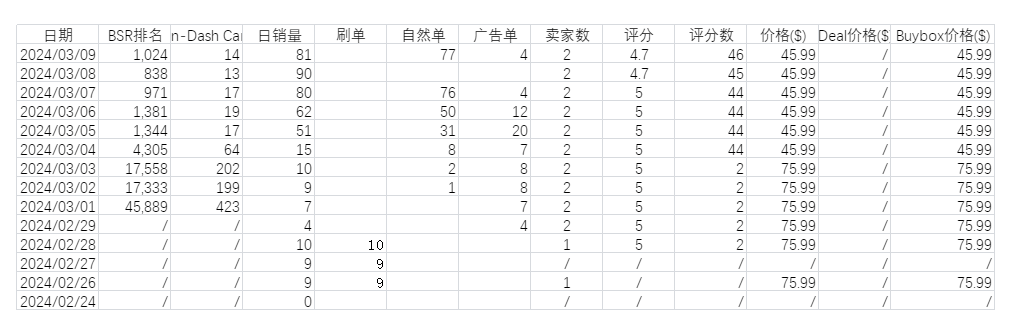 日期 BSR排名 n-Dash Ca 日销量 刷单 自然单 广告单 卖家数 评分 评分数 价格($) Deal价格($ Buybox价格($)
2024/03/09 1,024 14 81 77 4 2 4.7 46 45.99 / 45.99
2024/03/08 838 13 90 2 4.7 45 45.99 / 45.99
2024/03/07 971 17 80 76 4 2 5 44 45.99 / 45.99
2024/03/06 1,381 19 62 50 12 2 5 44 45.99 / 45.99
2024/03/05 1,344 17 51 31 20 2 5 44 45.99 / 45.99
2024/03/04 4,305 64 15 8 7 2 5 44 45.99 / 45.99
2024/03/03 17,558 202 10 2 8 2 5 2 75.99 / 75.99
2024/03/02 17,333 199 9 1 8 2 5 2 75.99 / 75.99
2024/03/01 45,889 423 7 7 2 5 2 75.99 / 75.99
2024/02/29 / / 4 4 2 5 2 75.99 / 75.99
2024/02/28 / / 10 10 1 5 2 75.99 / 75.99
2024/02/27 / / 9 9 / / / / / /
2024/02/26 / / 9 9 1 / / 75.99 / 75.99
2024/02/24 / / 0 / / / / / /